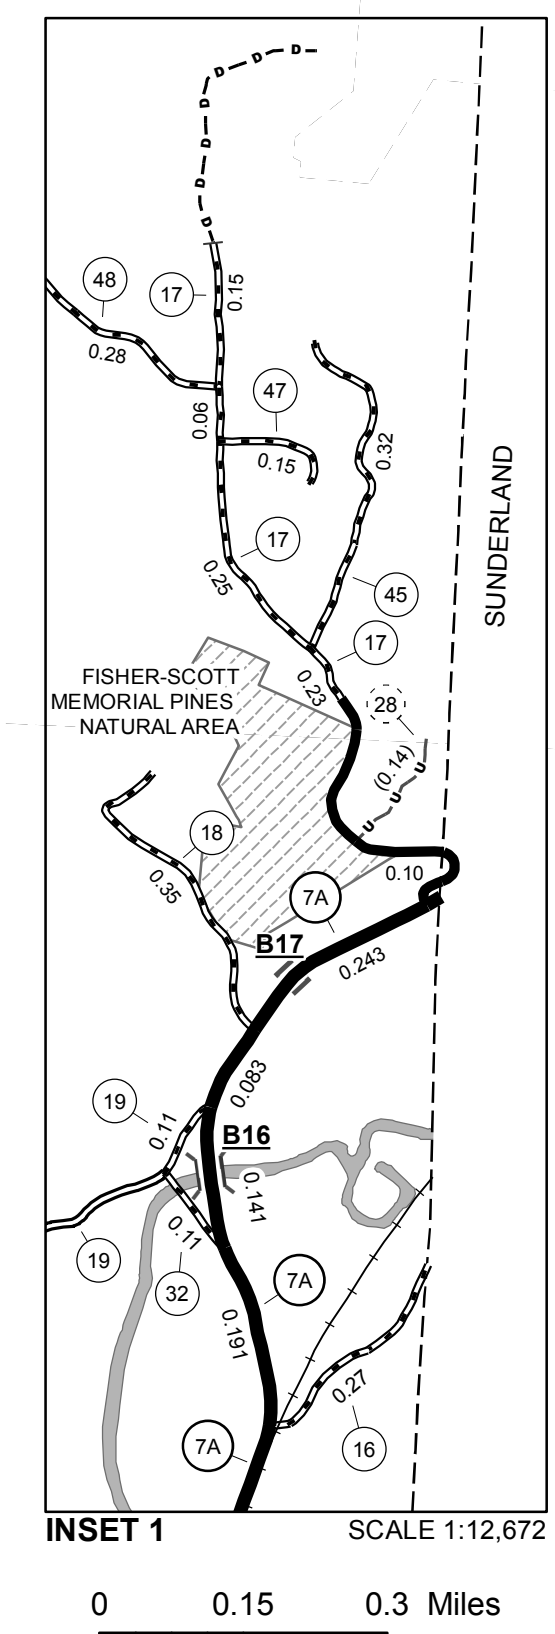 D
D
D
D
D
D
D
48
17
0.15
0.28
0.06
47
0.15
0.32
SUNDERLAND
17
0.25
45
17
FISHER-SCOTT
MEMORIAL PINES
NATURAL AREA
0.23
28
(0.14)
U
U
U
18
0.35
0.10
7A
B17
0.243
0.083
19
0.11
B16
0.141
0.11
19
32
7A
0.191
0.27
7A
16
INSET 1
SCALE 1:12,672
0 0.15 0.3 Miles